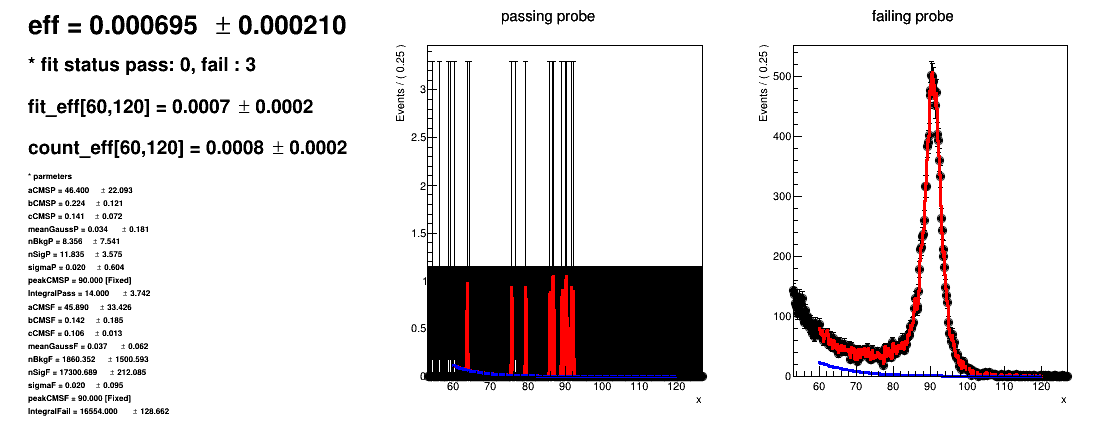 eff = 0.000695 ± 0.000210
* fit status pass: 0, fail : 3
fit_eff[60,120] = 0.0007 ± 0.0002
count_eff[60,120] = 0.0008 ± 0.0002
* parmeters
aCMSP = 46.400 ± 22.093
bCMSP = 0.224 ± 0.121
cCMSP = 0.141 ± 0.072
meanGaussP = 0.034 ± 0.181
nBkgP = 8.356 ± 7.541
nSigP = 11.835 ± 3.575
sigmaP = 0.020 ± 0.604
peakCMSP = 90.000 [Fixed]
IntegralPass = 14.000 ± 3.742
aCMSF = 45.890 ± 33.426
bCMSF = 0.142 ± 0.185
cCMSF = 0.106 ± 0.013
meanGaussF = 0.037 ± 0.062
nBkgF = 1860.352 ± 1500.593
nSigF = 17300.689 ± 212.085
sigmaF = 0.020 ± 0.095
peakCMSF = 90.000 [Fixed]
IntegralFail = 16554.000 ± 128.662
passing probe
Events / ( 0.25 )
3
2.5
2
1.5
1
0.5
0
60 70 80 90 100 110 120
x
failing probe
Events / ( 0.25 )
500
400
300
200
100
0
60 70 80 90 100 110 120
x